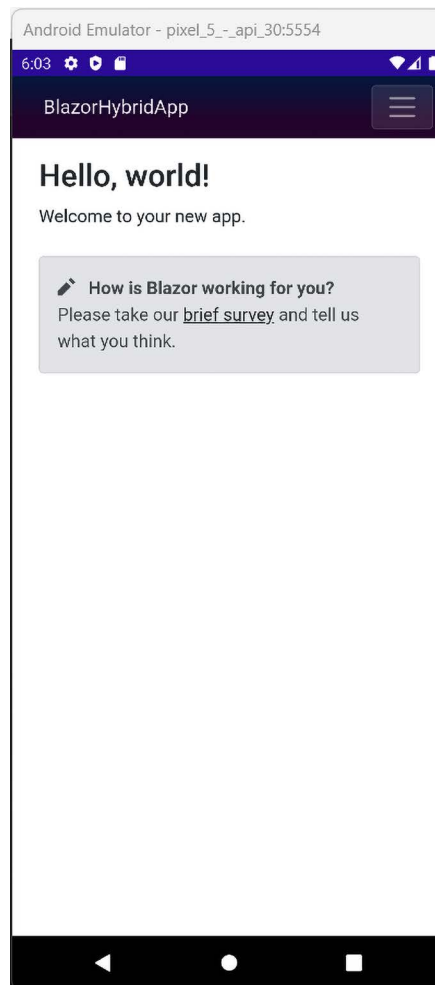 Android Emulator - pixel_5_-_api_30:5554
6:03
BlazorHybridApp
Hello, world!
Welcome to your new app.
How is Blazor working for you?
Please take our brief survey and tell us
what you think.